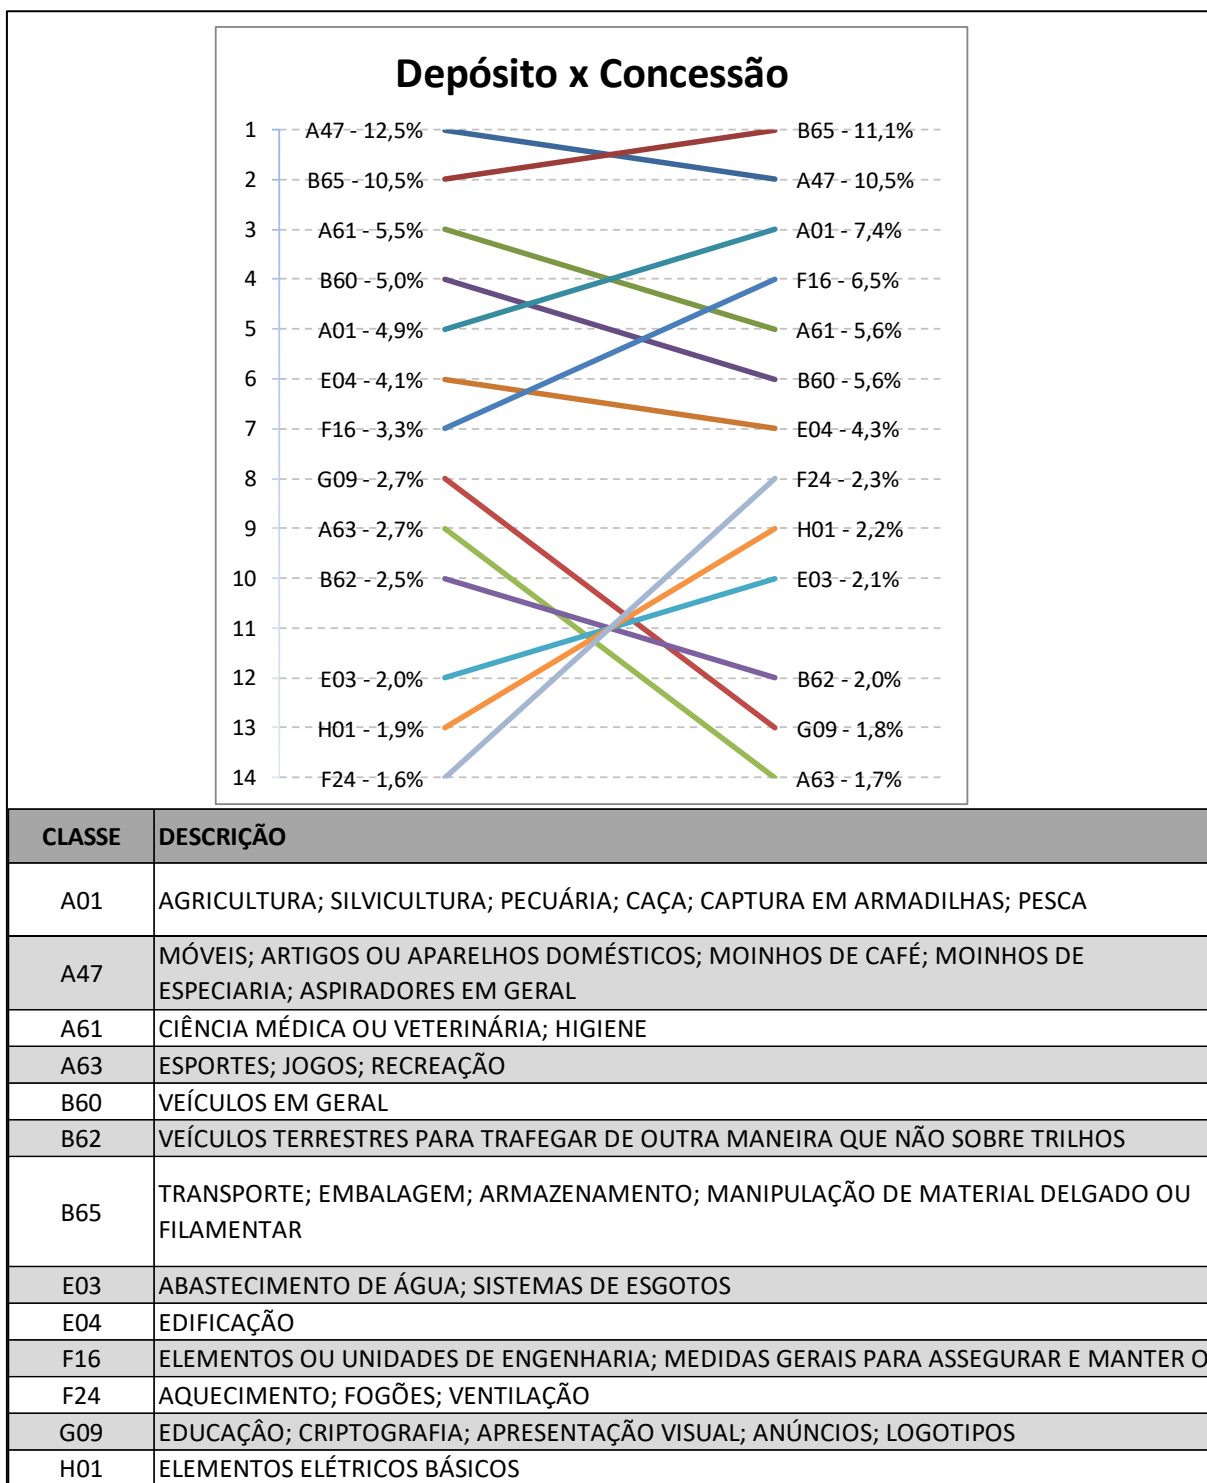 Depósito x Concessão
1 A47 - 12,5% B65 - 11,1%
2 B65 - 10,5% A47 - 10,5%
3 A61 - 5,5% A01 - 7,4%
4 B60 - 5,0% F16 - 6,5%
5 A01 - 4,9% A61 - 5,6%
6 E04 - 4,1% B60 - 5,6%
7 F16 - 3,3% E04 - 4,3%
8 G09 - 2,7% F24 - 2,3%
9 A63 - 2,7% H01 - 2,2%
10 B62 - 2,5% E03 - 2,1%
11
12 E03 - 2,0% B62 - 2,0%
13 H01 - 1,9% G09 - 1,8%
14 F24 - 1,6% A63 - 1,7%
CLASSE DESCRIÇÃO
A01 AGRICULTURA; SILVICULTURA; PECUÁRIA; CAÇA; CAPTURA EM ARMADILHAS; PESCA
A47 MÓVEIS; ARTIGOS OU APARELHOS DOMÉSTICOS; MOINHOS DE CAFÉ; MOINHOS DE
ESPECIARIA; ASPIRADORES EM GERAL
A61 CIÊNCIA MÉDICA OU VETERINÁRIA; HIGIENE
A63 ESPORTES; JOGOS; RECREAÇÃO
B60 VEÍCULOS EM GERAL
B62 VEÍCULOS TERRESTRES PARA TRAFEGAR DE OUTRA MANEIRA QUE NÃO SOBRE TRILHOS
B65 TRANSPORTE; EMBALAGEM; ARMAZENAMENTO; MANIPULAÇÃO DE MATERIAL DELGADO OU
FILAMENTAR
E03 ABASTECIMENTO DE ÁGUA; SISTEMAS DE ESGOTOS
E04 EDIFICAÇÃO
F16 ELEMENTOS OU UNIDADES DE ENGENHARIA; MEDIDAS GERAIS PARA ASSEGURAR E MANTER O
F24 AQUECIMENTO; FOGÕES; VENTILAÇÃO
G09 EDUCAÇÂO; CRIPTOGRAFIA; APRESENTAÇÃO VISUAL; ANÚNCIOS; LOGOTIPOS
H01 ELEMENTOS ELÉTRICOS BÁSICOS